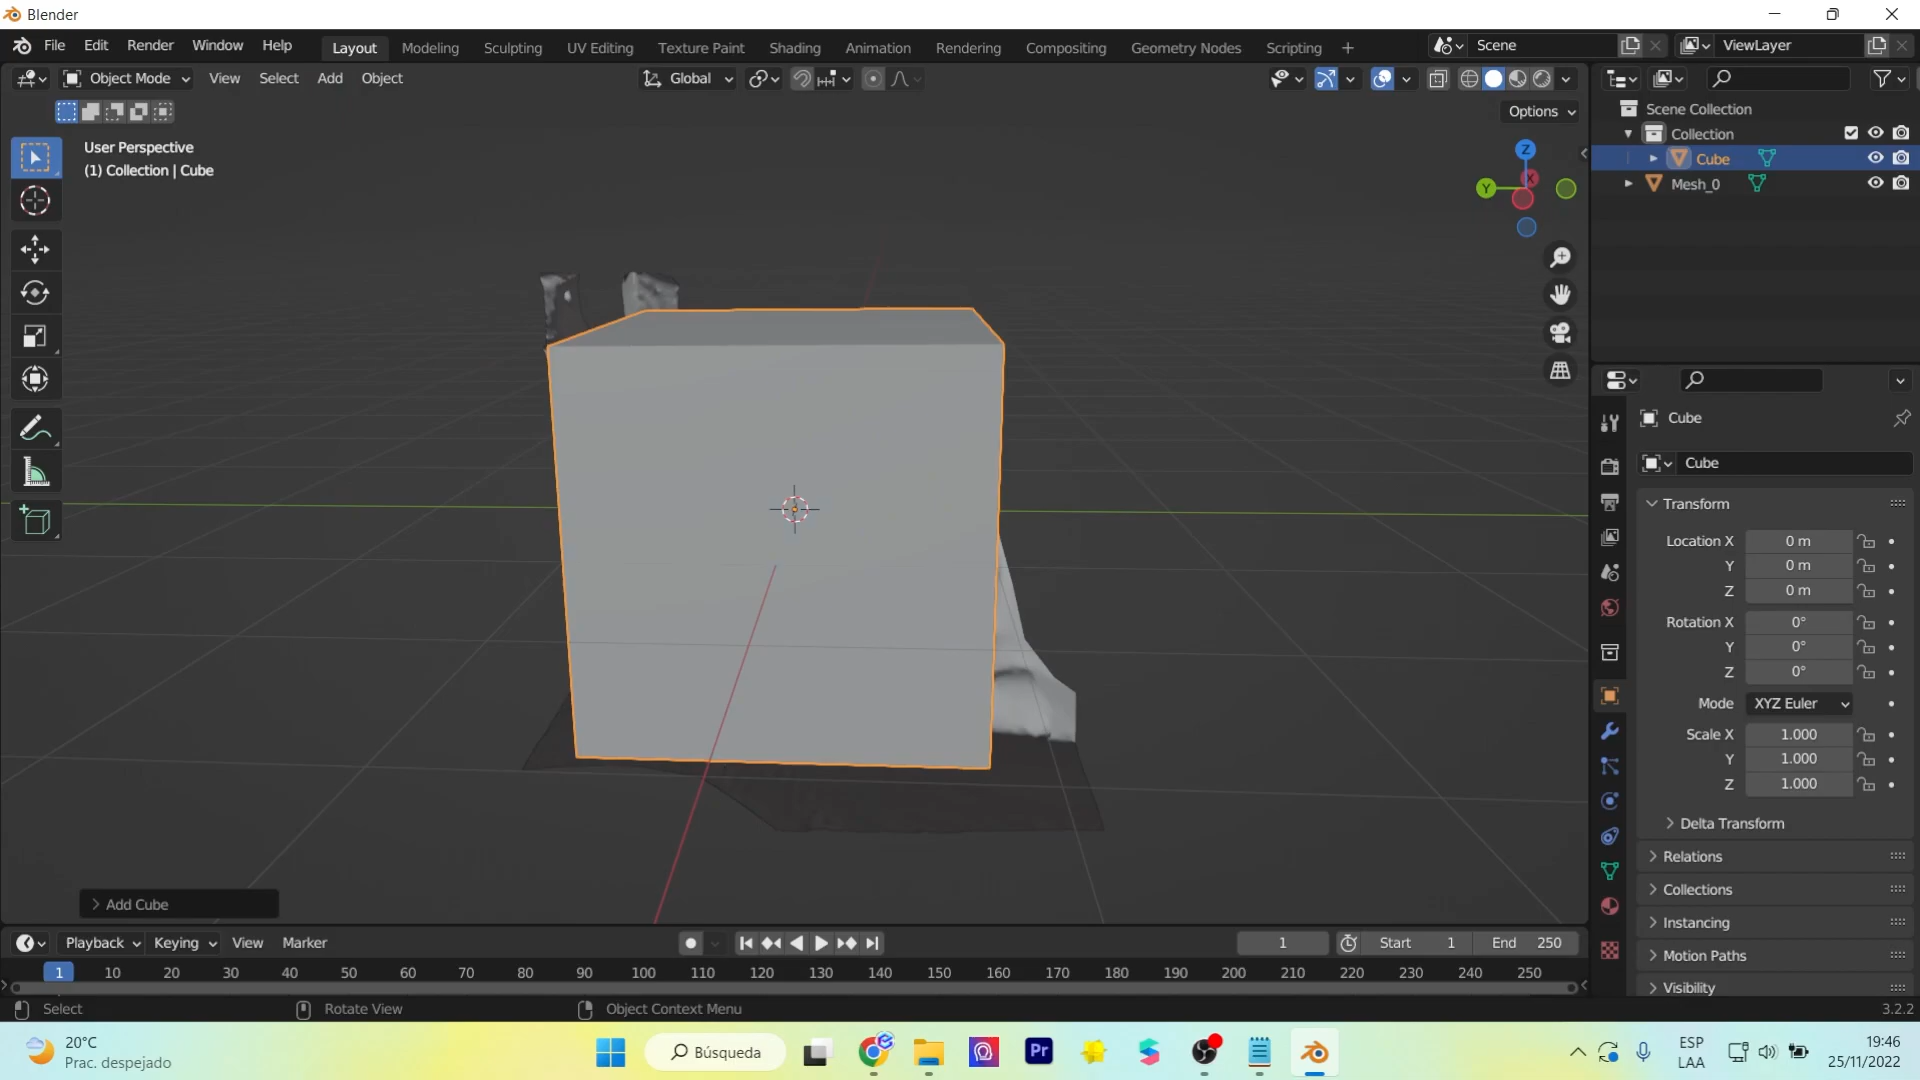 Blender
File Edit Render Window Help Layout Modeling Sculpting UV Editing Texture Paint Shading Animation Rendering Compositing Geometry Nodes Scripting + Scene ViewLayer
Object Mode View Select Add Object Global
Options
User Perspective
(1) Collection | Cube
Z
X
Y
Scene Collection
Collection
Cube
Mesh_0
Cube
Cube
Transform
Location X 0 m
Y 0 m
Z 0 m
Rotation X 0°
Y 0°
Z 0°
Mode XYZ Euler
Scale X 1.000
Y 1.000
Z 1.000
Delta Transform
Relations
Collections
Instancing
Motion Paths
Visibility
Add Cube
Playback Keying View Marker 1 Start 1 End 250
1 10 20 30 40 50 60 70 80 90 100 110 120 130 140 150 160 170 180 190 200 210 220 230 240 250
Select Rotate View Object Context Menu 3.2.2
20°C
Prac. despejado
Búsqueda
Pr
ESP
LAA
19:46
25/11/2022